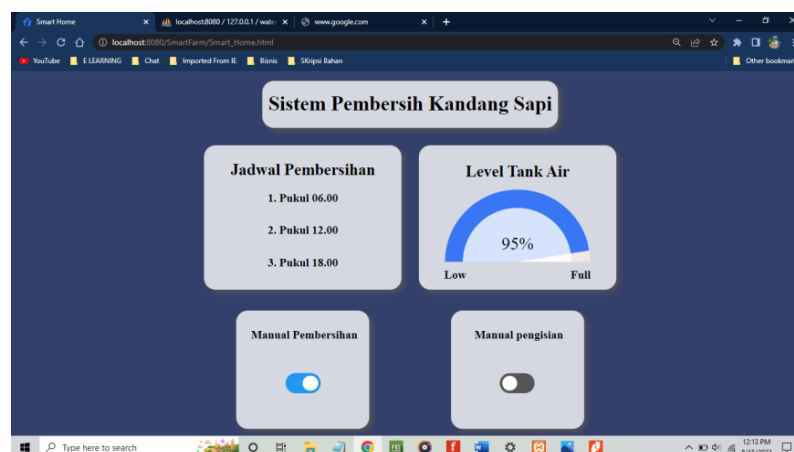 Smart Home
localhost:8080 / 127.0.0.1 / water
www.google.com
localhost:8080/SmartFarm/Smart_Home.html
YouTube E LEARNING Chat Imported From IE Bisnis SKripsi Bahan Other bookmar
Sistem Pembersih Kandang Sapi
Jadwal Pembersihan
1. Pukul 06.00
2. Pukul 12.00
3. Pukul 18.00
Level Tank Air
95%
Low Full
Manual Pembersihan
Manual pengisian
Type here to search
12:13 PM